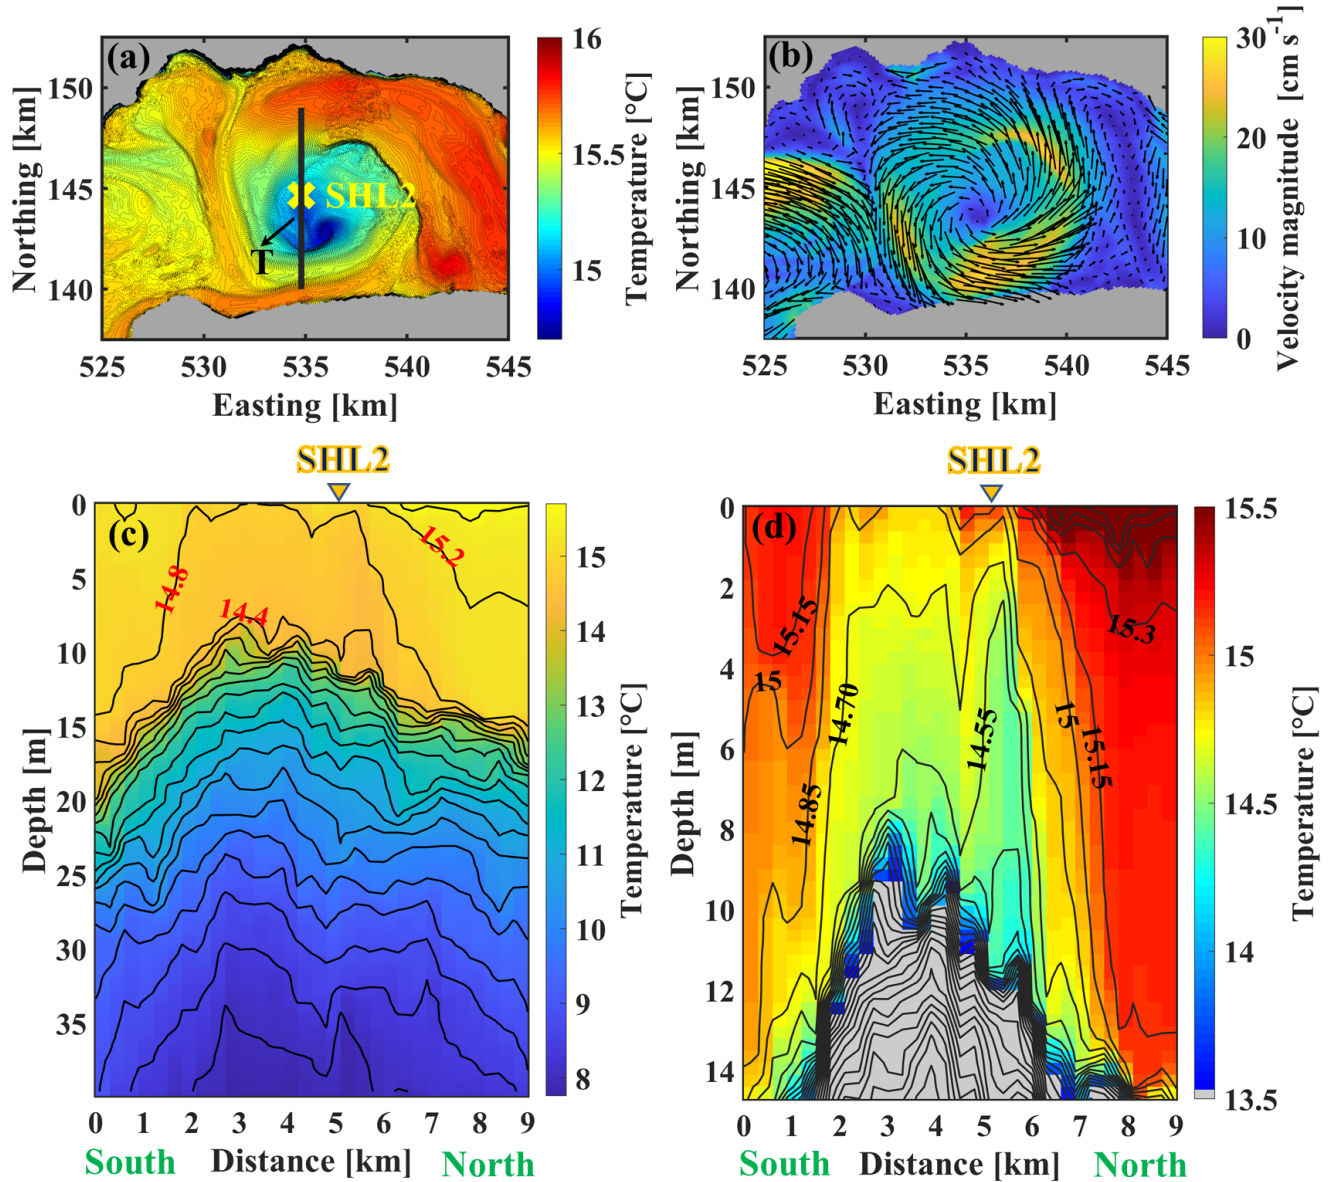 (a)
SHL2
T
150
145
140
Northing [km]
525 530 535 540 545
Easting [km]
16
15.5
15
Temperature [°C]
(b)
150
145
140
Northing [km]
525 530 535 540 545
Easting [km]
30
20
10
0
Velocity magnitude [cm s-1]
SHL2
(c)
14.8
14.4
15.2
0
5
10
15
20
25
30
35
Depth [m]
0 1 2 3 4 5 6 7 8 9
South Distance [km] North
15
14
13
12
11
10
9
8
Temperature [°C]
SHL2
(d)
15.15
15
14.70
14.85
14.55
15
15.15
15.3
0
2
4
6
8
10
12
14
Depth [m]
0 1 2 3 4 5 6 7 8 9
South Distance [km] North
15.5
15
14.5
14
13.5
Temperature [°C]